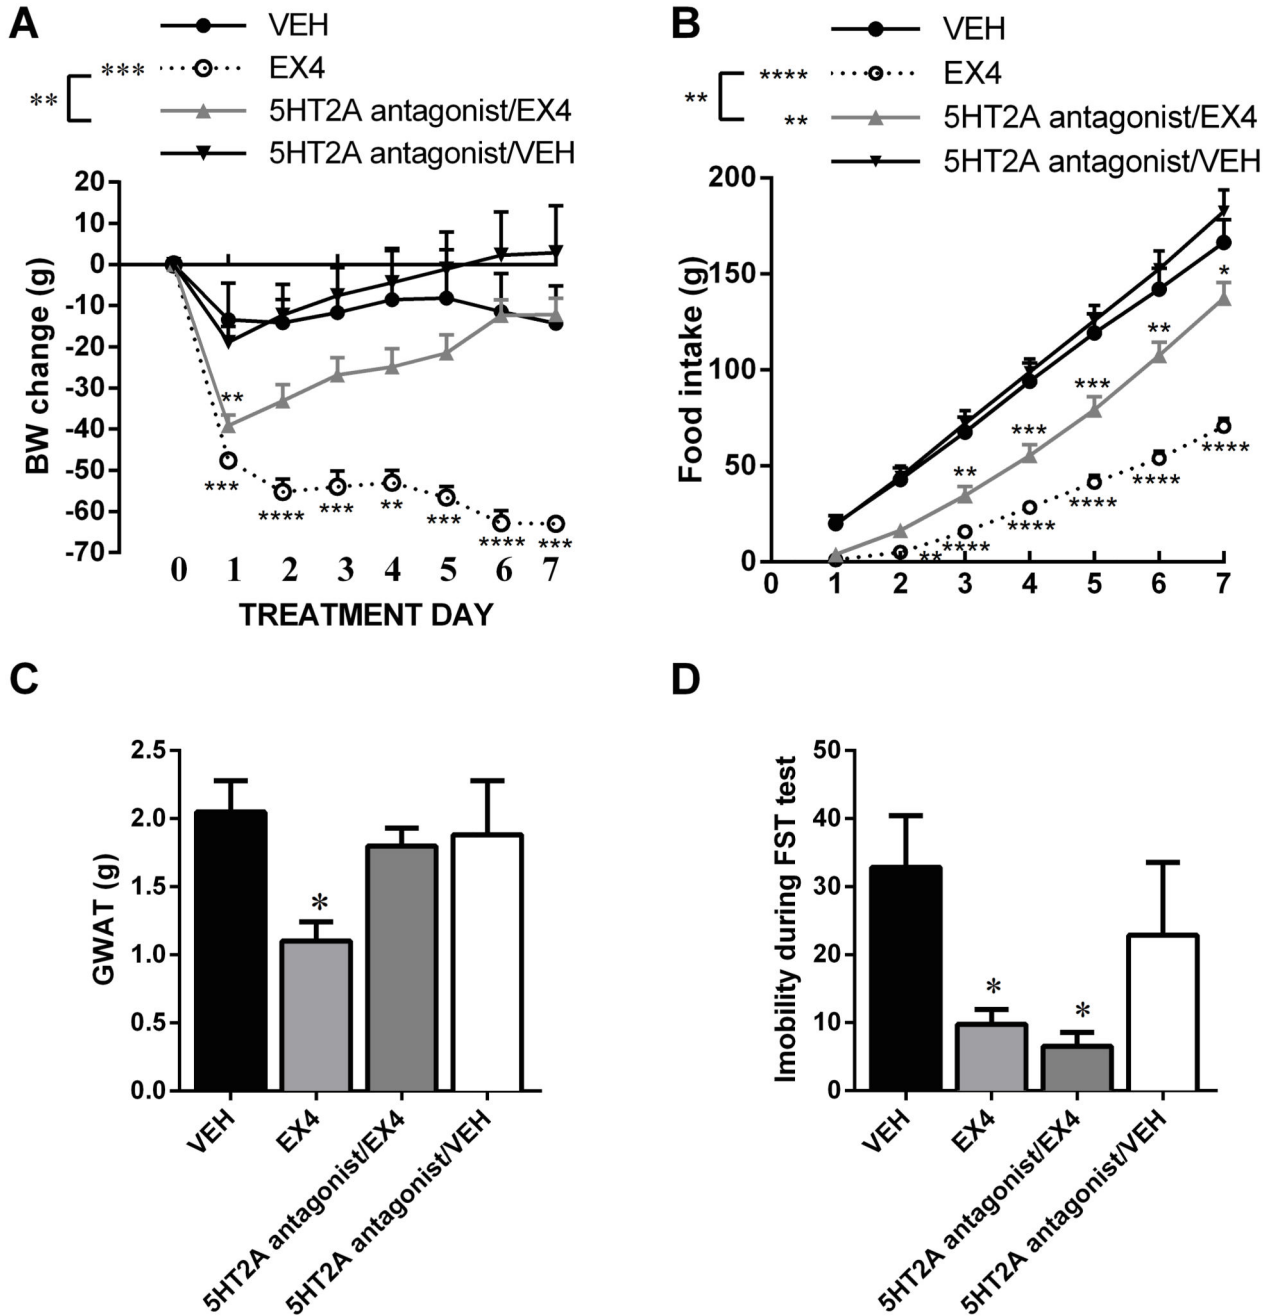 A
VEH
*** EX4
** 5HT2A antagonist/EX4
5HT2A antagonist/VEH
20
10
0
-10
-20
-30
-40
-50
-60
-70
BW change (g)
**
***
****
***
**
***
****
***
0 1 2 3 4 5 6 7
TREATMENT DAY
B
VEH
**** EX4
**
** 5HT2A antagonist/EX4
5HT2A antagonist/VEH
200
150
100
50
0
Food intake (g)
*
**
***
***
**
**
****
****
****
****
****
0 1 2 3 4 5 6 7
C
2.5
2.0
1.5
1.0
0.5
0.0
GWAT (g)
*
VEH
EX4
5HT2A antagonist/EX4
5HT2A antagonist/VEH
D
50
40
30
20
10
0
Imobility during FST test
*
*
VEH
EX4
5HT2A antagonist/EX4
5HT2A antagonist/VEH